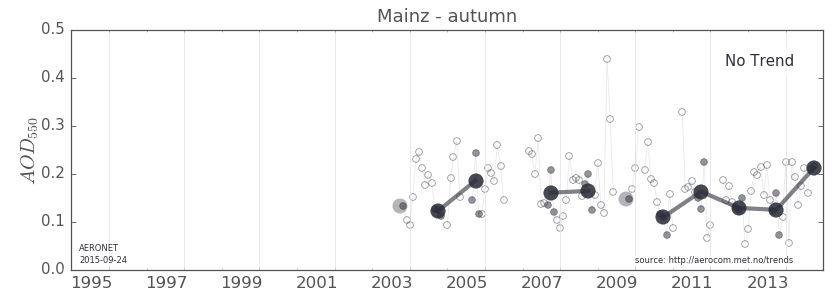 Mainz - autumn
0.5
No Trend
0.4
0.3
AOD550
0.2
0.1
AERONET
2015-09-24
source: http://aerocom.met.no/trends
0.0
1995 1997 1999 2001 2003 2005 2007 2009 2011 2013